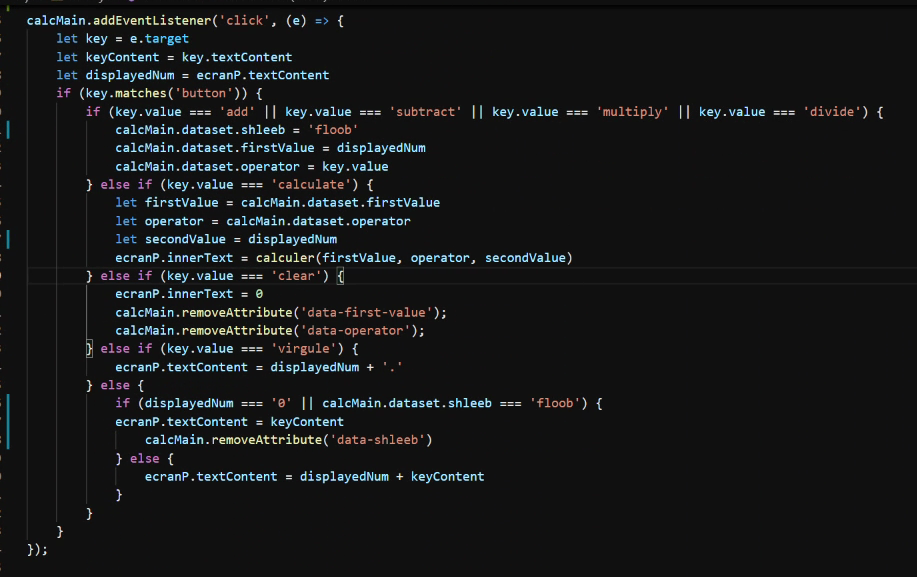 calcMain.addEventListener('click', (e) => {
    let key = e.target
    let keyContent = key.textContent
    let displayedNum = ecranP.textContent
    if (key.matches('button')) {
        if (key.value === 'add' || key.value === 'subtract' || key.value === 'multiply' || key.value === 'divide') {
            calcMain.dataset.shleeb = 'floob'
            calcMain.dataset.firstValue = displayedNum
            calcMain.dataset.operator = key.value
        } else if (key.value === 'calculate') {
            let firstValue = calcMain.dataset.firstValue
            let operator = calcMain.dataset.operator
            let secondValue = displayedNum
            ecranP.innerText = calculer(firstValue, operator, secondValue)
        } else if (key.value === 'clear') {
            ecranP.innerText = 0
            calcMain.removeAttribute('data-first-value');
            calcMain.removeAttribute('data-operator');
        } else if (key.value === 'virgule') {
            ecranP.textContent = displayedNum + '.'
        } else {
            if (displayedNum === '0' || calcMain.dataset.shleeb === 'floob') {
            ecranP.textContent = keyContent
                calcMain.removeAttribute('data-shleeb')
            } else {
                ecranP.textContent = displayedNum + keyContent
            }
        }
    }
});